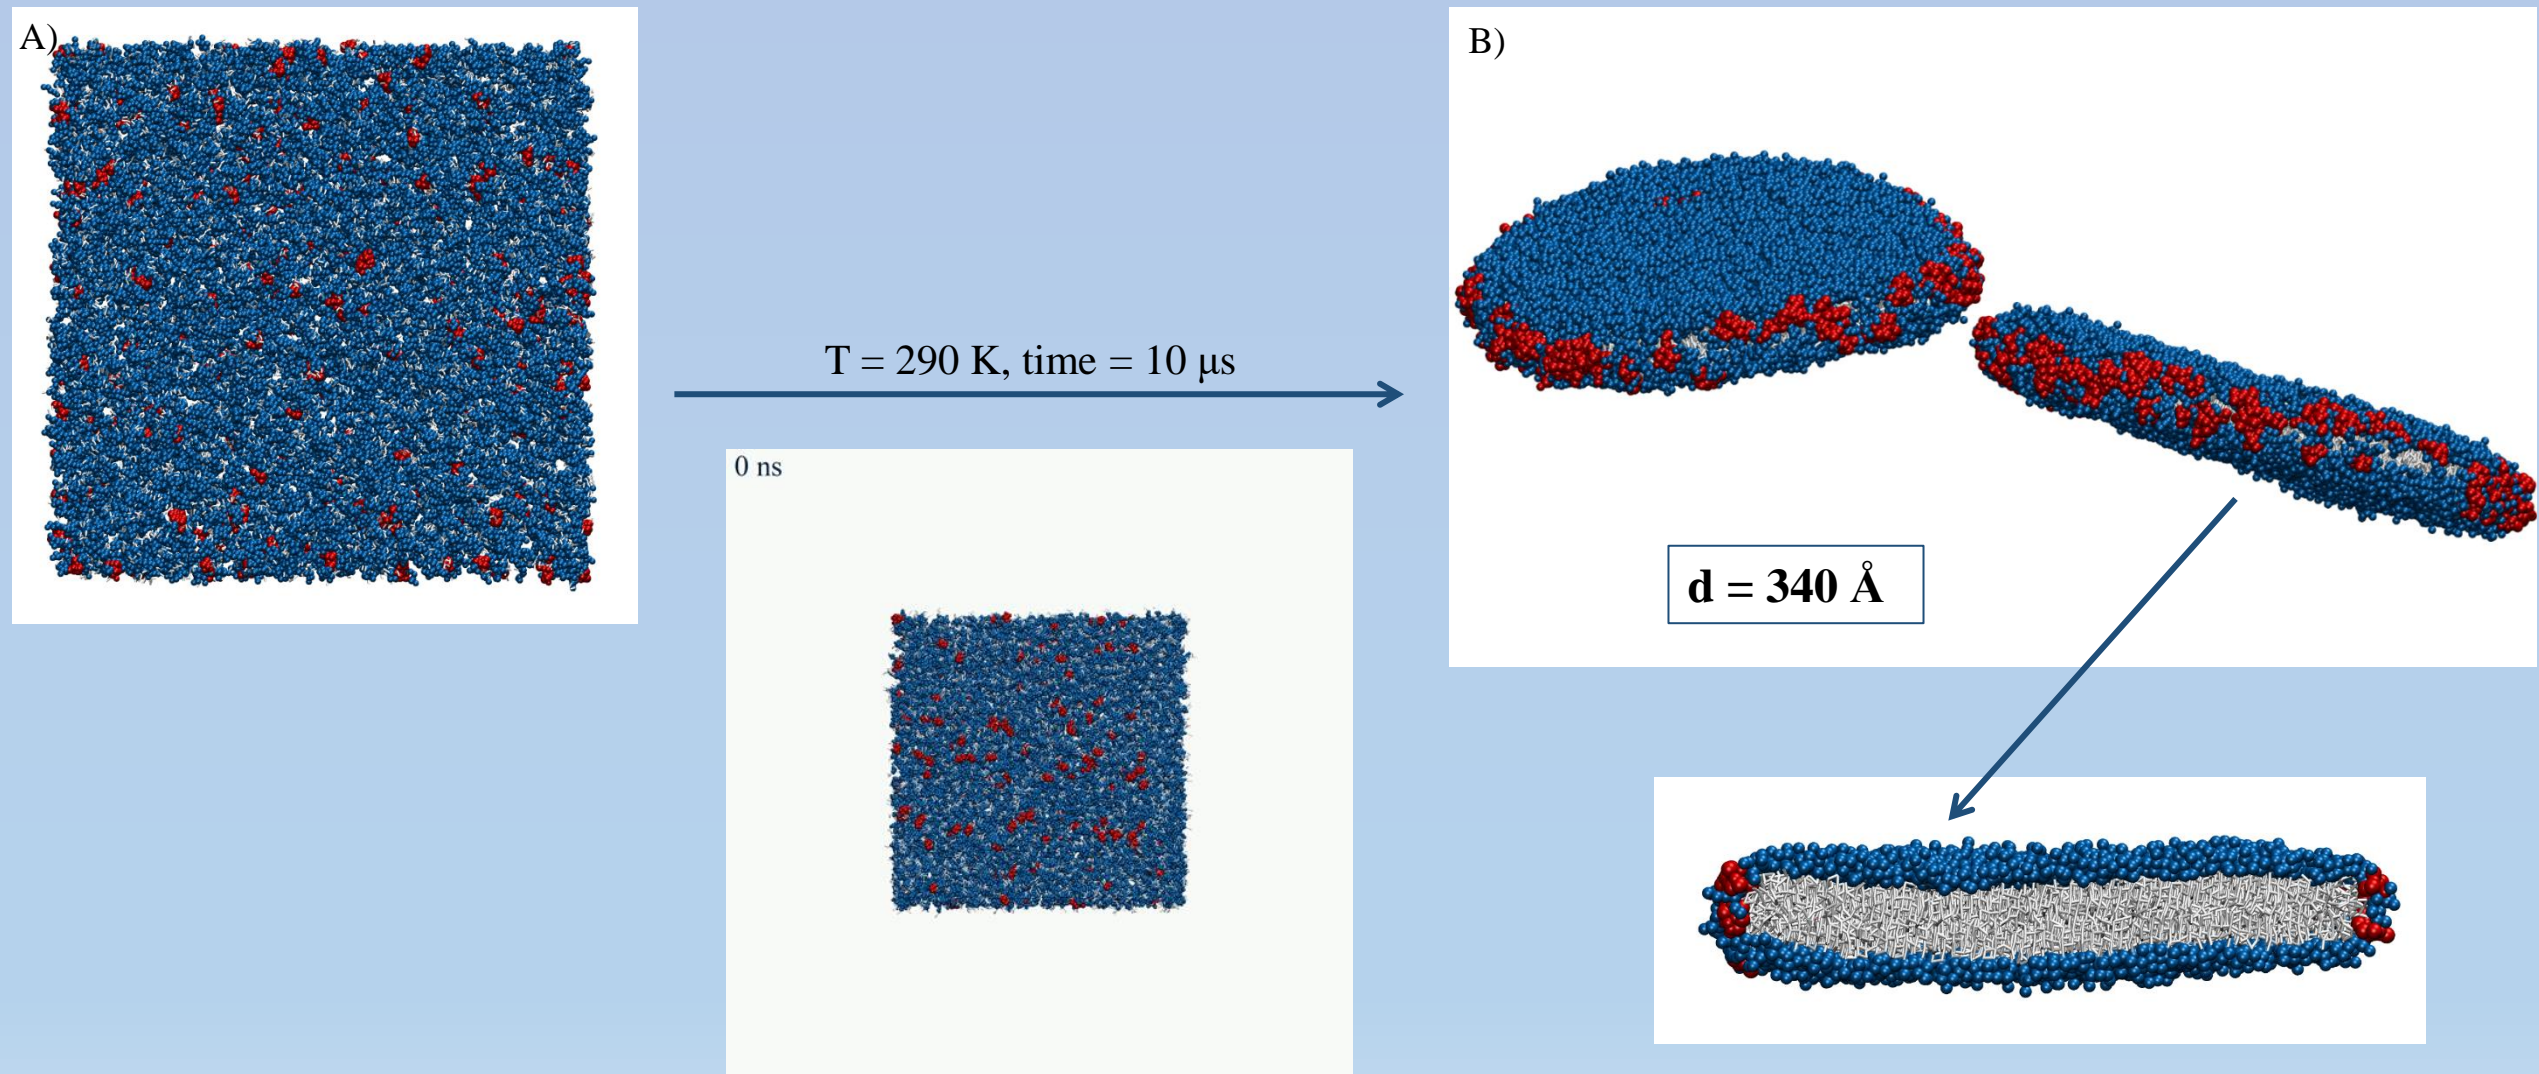 A)
B)
T = 290 K, time = 10 μs
0 ns
d = 340 Å